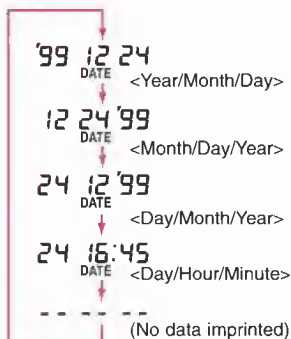 '99 12 24
DATE
<Year/Month/Day>
12 24 '99
DATE
<Month/Day/Year>
24 12 '99
DATE
<Day/Month/Year>
24 16:45
DATE
<Day/Hour/Minute>
-- -- --
(No data imprinted)